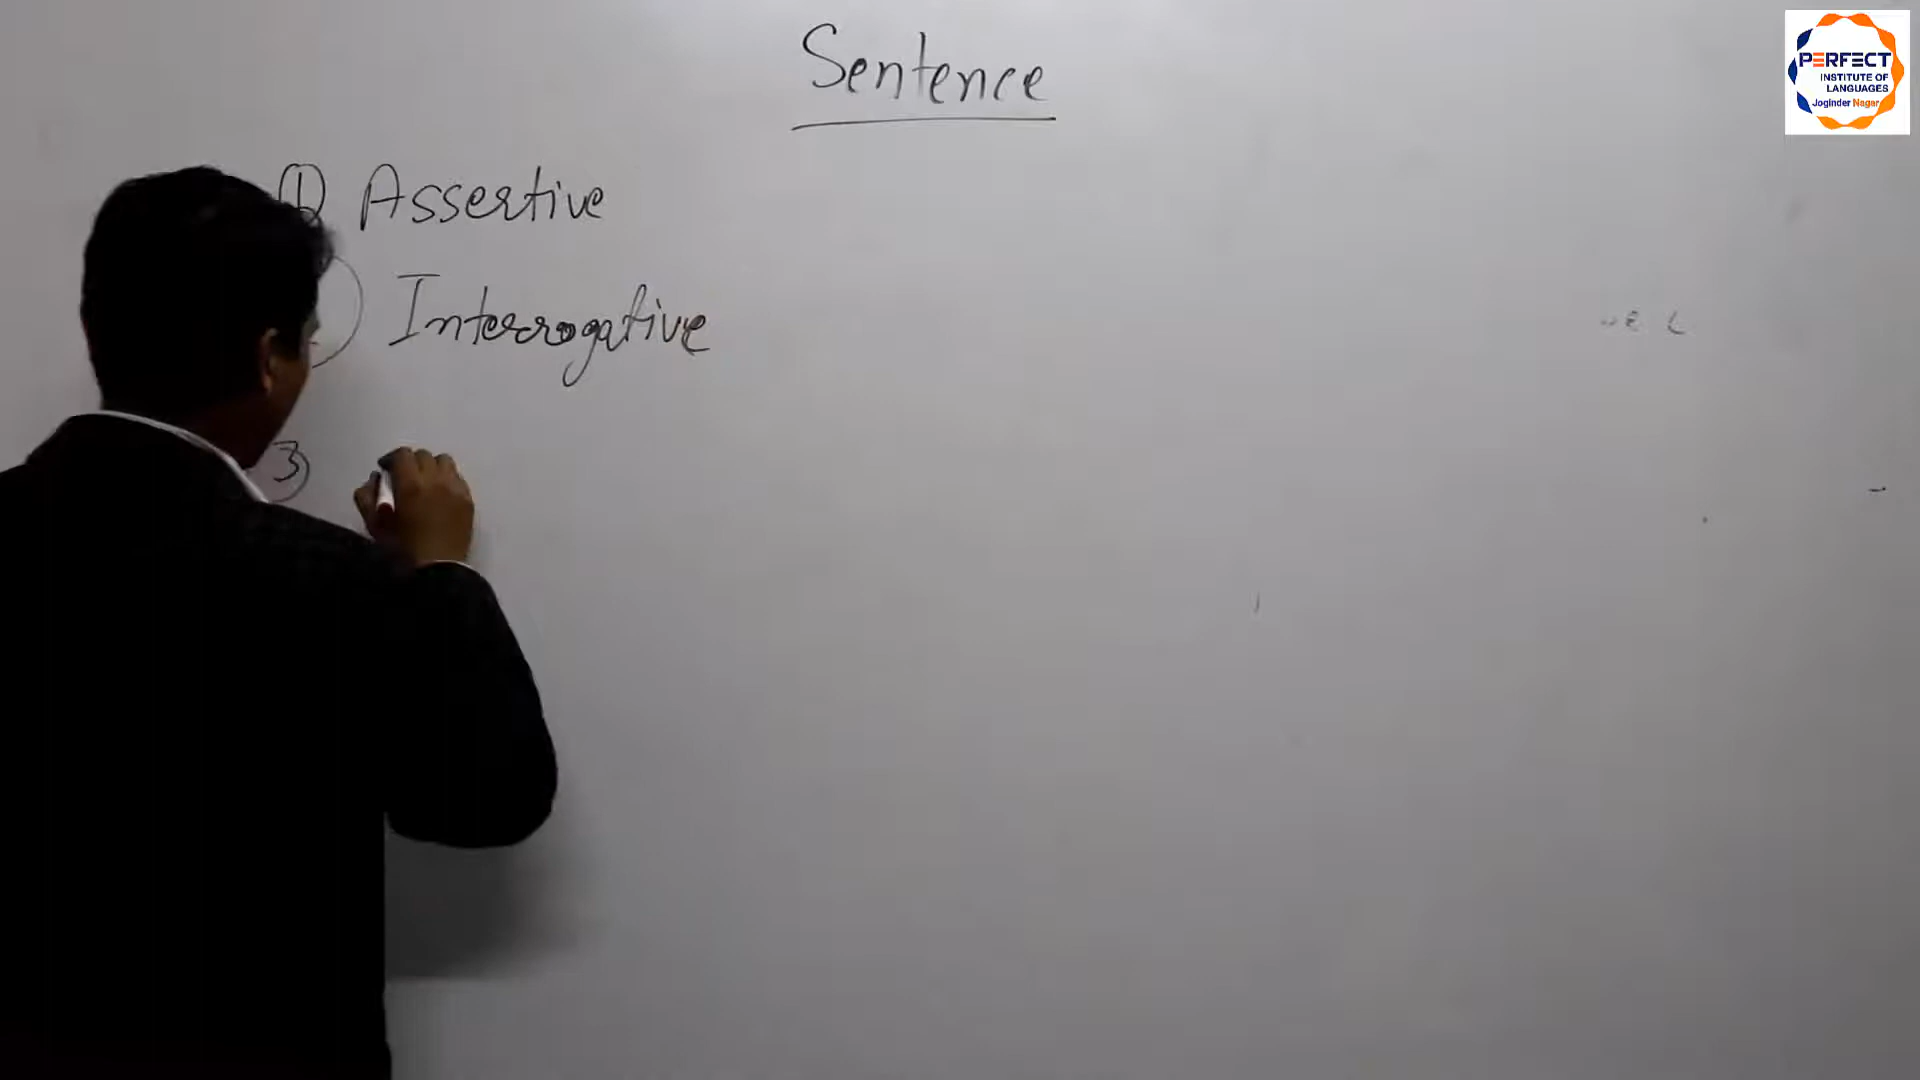 Sentence
PERFECT
INSTITUTE OF
LANGUAGES
Joginder Nagar
1) Assertive
) Interrogative
3)